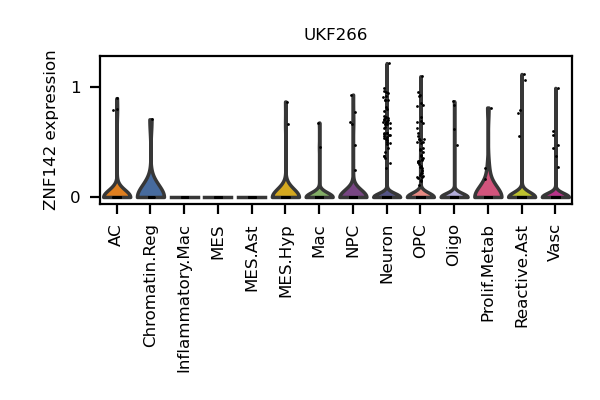 UKF266
ZNF142 expression
1
0
AC
Chromatin.Reg
Inflammatory.Mac
MES
MES.Ast
MES.Hyp
Mac
NPC
Neuron
OPC
Oligo
Prolif.Metab
Reactive.Ast
Vasc